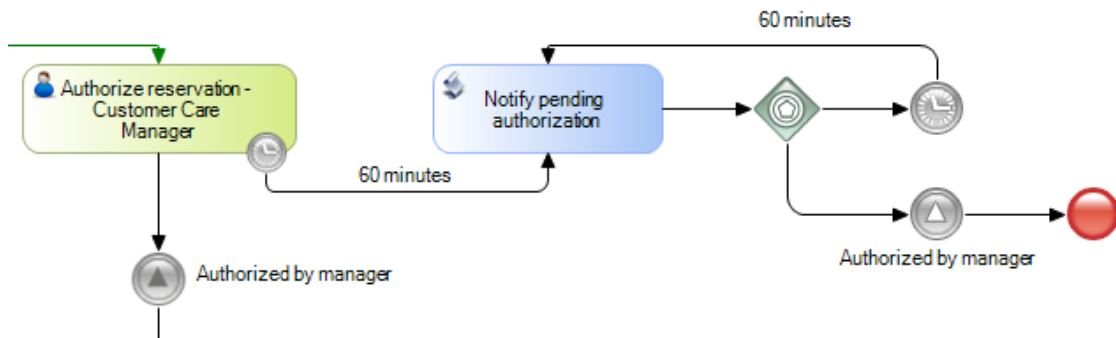 60 minutes
Authorize reservation -
Customer Care
Manager
Notify pending
authorization
60 minutes
Authorized by manager
Authorized by manager